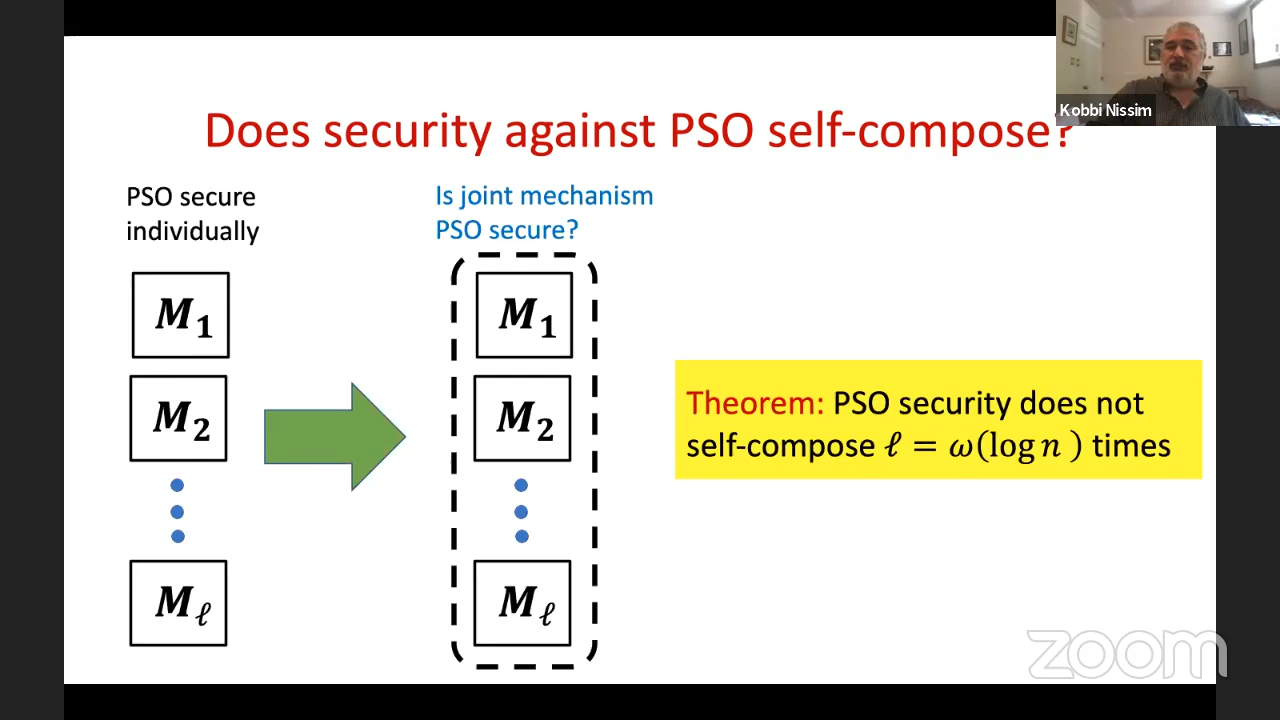 Kobbi Nissim
Does security against PSO self-compose?
PSO secure
individually
Is joint mechanism
PSO secure?
M₁
M₂
M_ℓ
M₁
M₂
M_ℓ
Theorem: PSO security does not
self-compose ℓ = ω(log n ) times
zoom